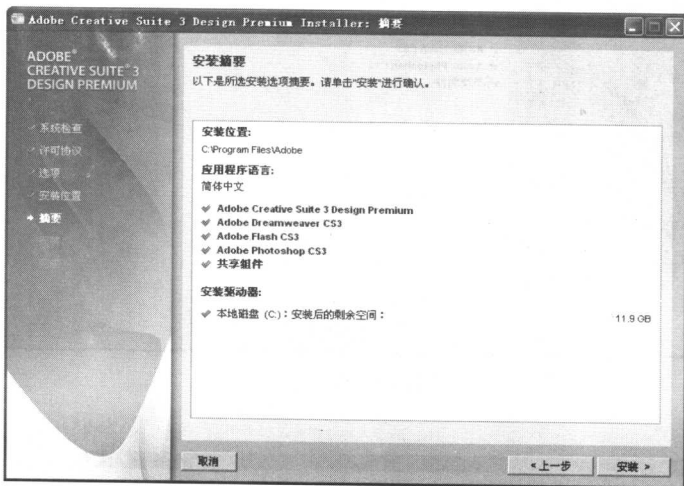 Adobe Creative Suite 3 Design Premium Installer: 摘要
ADOBE®
CREATIVE SUITE® 3
DESIGN PREMIUM
系统检查
许可协议
选项
安装位置
摘要
安装摘要
以下是所选安装选项摘要。请单击“安装”进行确认。
安装位置:
C:\Program Files\Adobe
应用程序语言:
简体中文
Adobe Creative Suite 3 Design Premium
Adobe Dreamweaver CS3
Adobe Flash CS3
Adobe Photoshop CS3
共享组件
安装驱动器:
本地磁盘 (C:)：安装后的剩余空间： 11.9 GB
取消
<上一步
安装 >